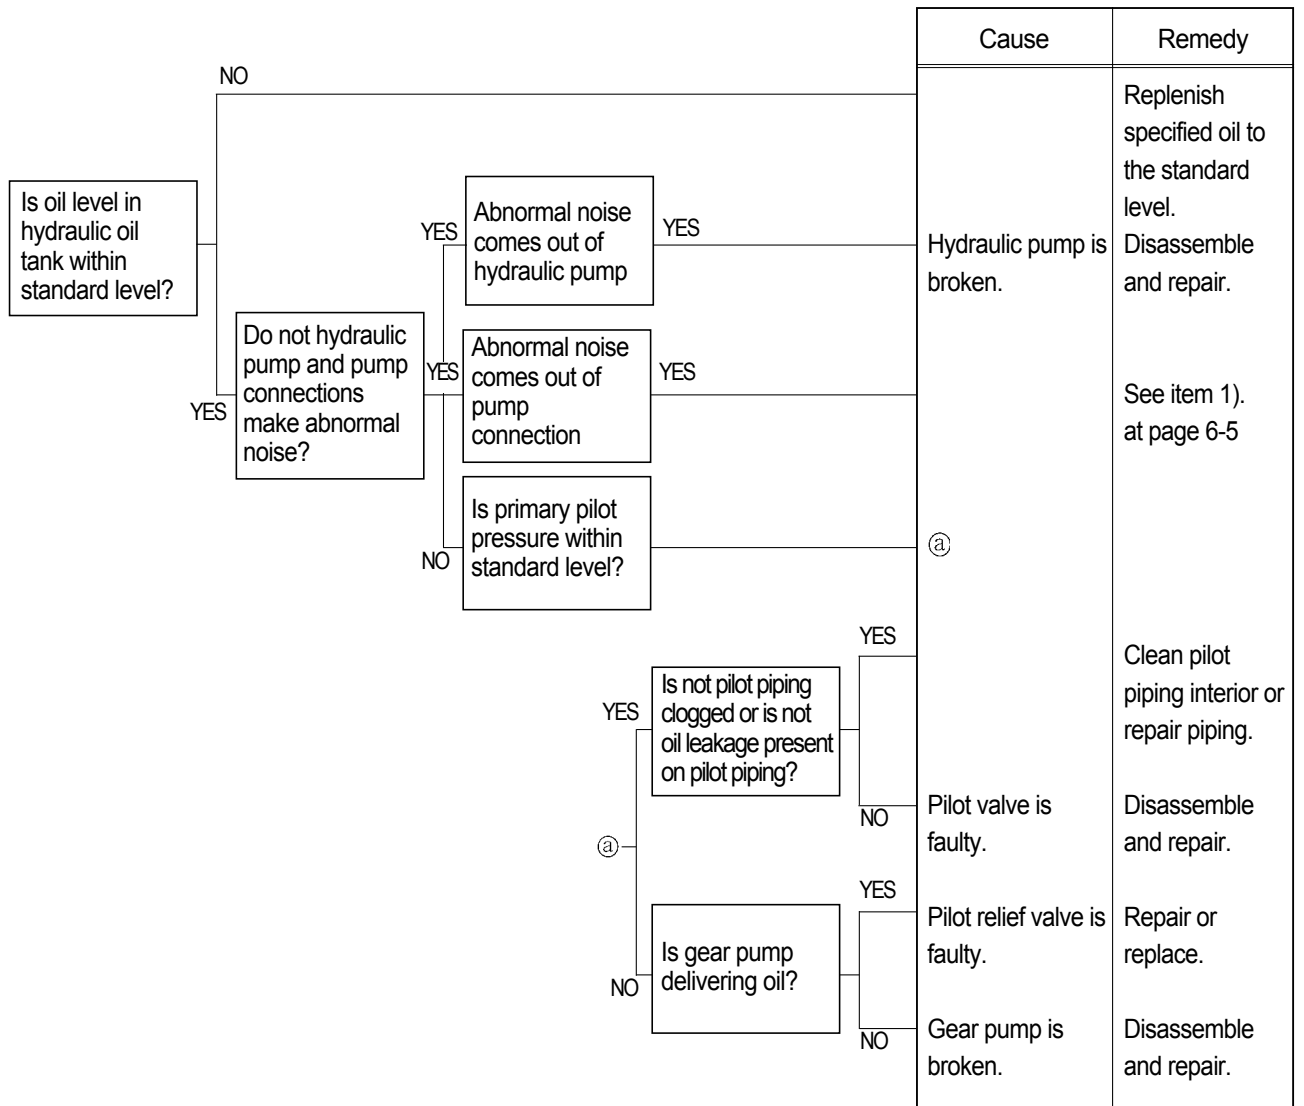 Cause
Remedy
NO
Replenish
specified oil to
the standard
level.
Is oil level in
hydraulic oil
tank within
standard level?
YES
Abnormal noise
comes out of
hydraulic pump
YES
Hydraulic pump is
broken.
Disassemble
and repair.
YES
Do not hydraulic
pump and pump
connections
make abnormal
noise?
YES
Abnormal noise
comes out of
pump
connection
YES
See item 1).
at page 6-5
NO
Is primary pilot
pressure within
standard level?
ⓐ
YES
Is not pilot piping
clogged or is not
oil leakage present
on pilot piping?
YES
Clean pilot
piping interior or
repair piping.
NO
Pilot valve is
faulty.
Disassemble
and repair.
ⓐ
NO
Is gear pump
delivering oil?
YES
Pilot relief valve is
faulty.
Repair or
replace.
NO
Gear pump is
broken.
Disassemble
and repair.